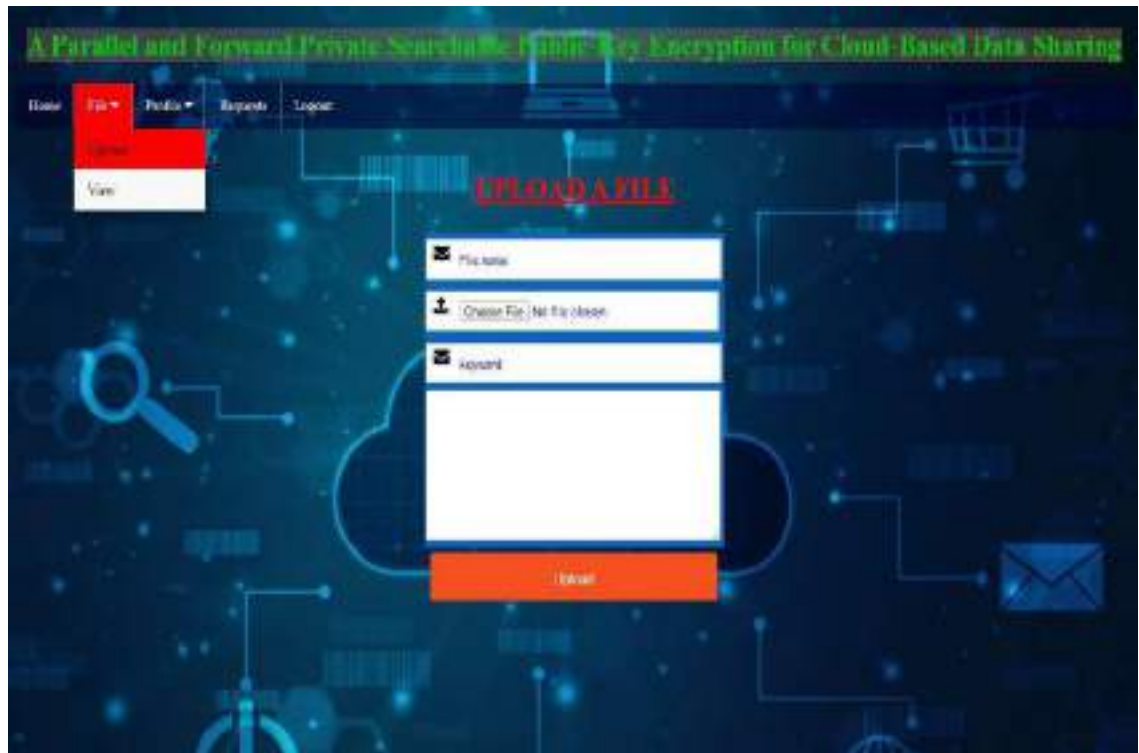 A Parallel and Forward Private Searchable Public-Key Encryption for Cloud-Based Data Sharing
Home File Profile Requests Logout
Upload
View
UPLOAD A FILE
File name
Choose File No file chosen
keyword
Upload